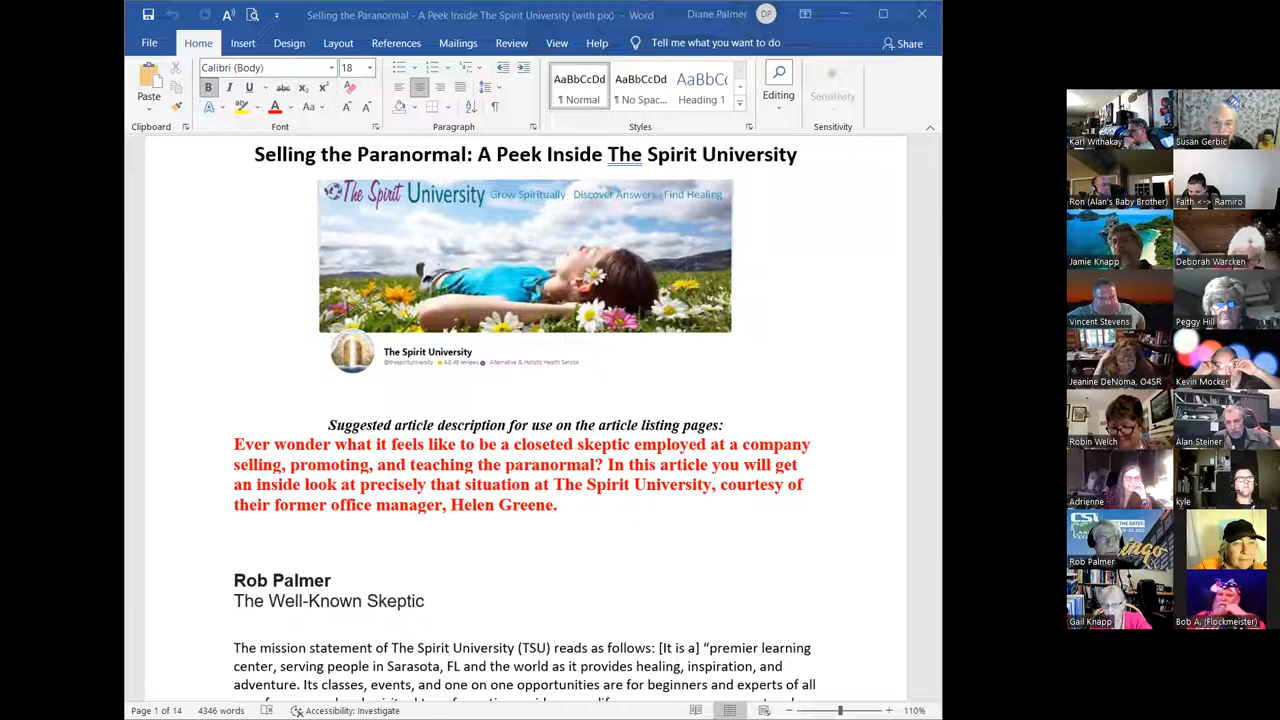 Selling the Paranormal - A Peek Inside The Spirit University (with pix) - Word
Diane Palmer
DP
File Home Insert Design Layout References Mailings Review View Help Tell me what you want to do Share
Calibri (Body) 18
AaBbCcDd AaBbCcDd AaBbCc
Paste
¶ Normal ¶ No Spac... Heading 1
Editing
Sensitivity
Clipboard Font Paragraph Styles Sensitivity
Selling the Paranormal: A Peek Inside The Spirit University
The Spirit University Grow Spiritually Discover Answers Find Healing
The Spirit University
@thespirituniversity 4.8 49 reviews Alternative & Holistic Health Service
Suggested article description for use on the article listing pages:
Ever wonder what it feels like to be a closeted skeptic employed at a company
selling, promoting, and teaching the paranormal? In this article you will get
an inside look at precisely that situation at The Spirit University, courtesy of
their former office manager, Helen Greene.
Rob Palmer
The Well-Known Skeptic
The mission statement of The Spirit University (TSU) reads as follows: [It is a] “premier learning
center, serving people in Sarasota, FL and the world as it provides healing, inspiration, and
adventure. Its classes, events, and one on one opportunities are for beginners and experts of all
Page 1 of 14 4346 words Accessibility: Investigate 110%
Karl Withakay
Susan Gerbic
Ron (Alan's Baby Brother)
Faith <-> Ramiro
Jamie Knapp
Deborah Warcken
Vincent Stevens
Peggy Hill
Jeanine DeNoma, O4SR
Kevin Mocker
Robin Welch
Alan Steiner
Adrienne
kyle
Rob Palmer
Gail Knapp
Bob A. (Flockmeister)